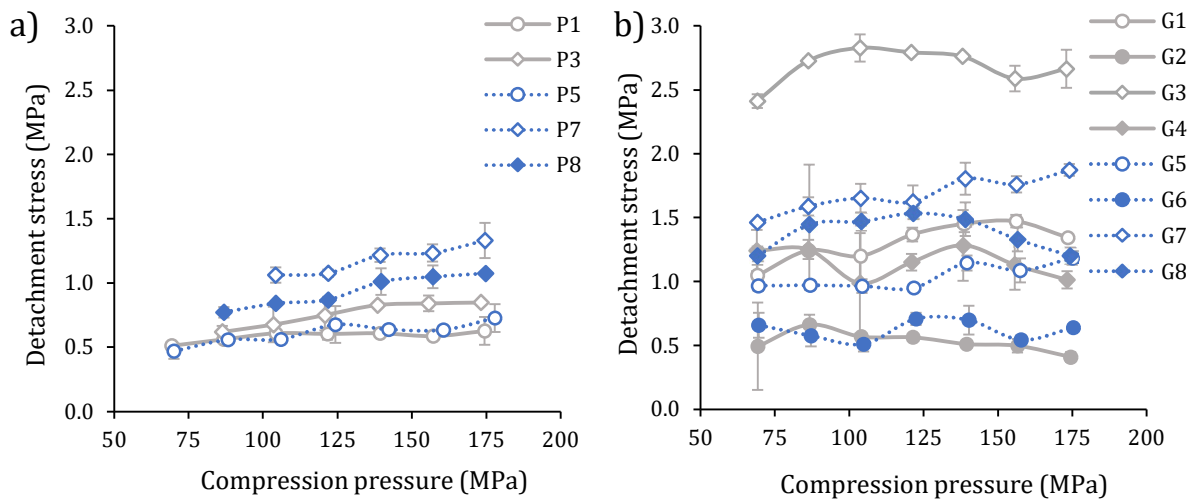 a)
Detachment stress (MPa)
3.0
2.5
2.0
1.5
1.0
0.5
0.0
50 75 100 125 150 175 200
Compression pressure (MPa)
P1
P3
P5
P7
P8
b)
Detachment stress (MPa)
3.0
2.5
2.0
1.5
1.0
0.5
0.0
50 75 100 125 150 175 200
Compression pressure (MPa)
G1
G2
G3
G4
G5
G6
G7
G8